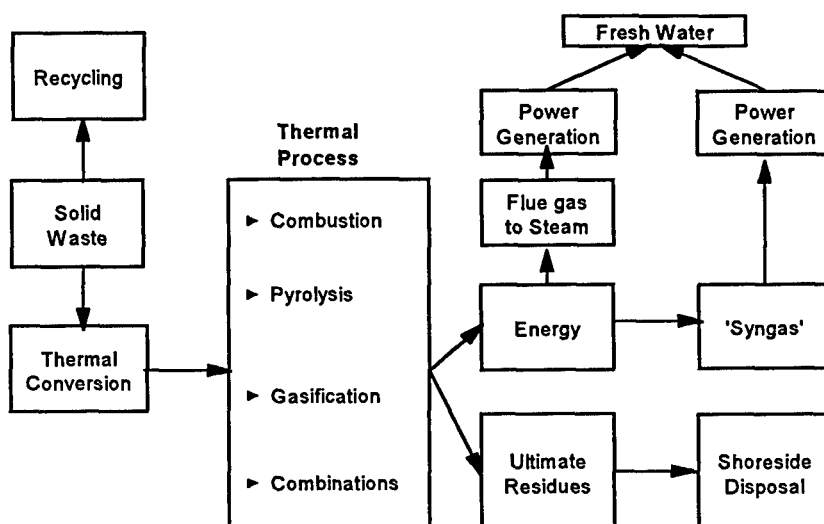 Fresh Water
Recycling
Power
Generation
Power
Generation
Thermal
Process
Solid
Waste
Flue gas
to Steam
Combustion
Pyrolysis
Energy
'Syngas'
Thermal
Conversion
Gasification
Combinations
Ultimate
Residues
Shoreside
Disposal